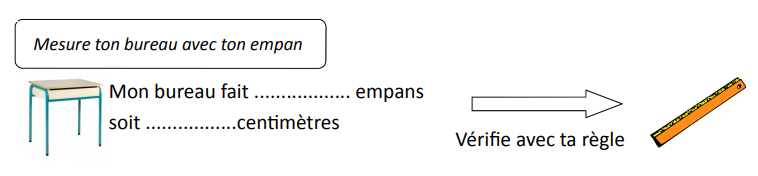 Mesure ton bureau avec ton empan
Mon bureau fait .................. empans
soit .................centimètres
Vérifie avec ta règle